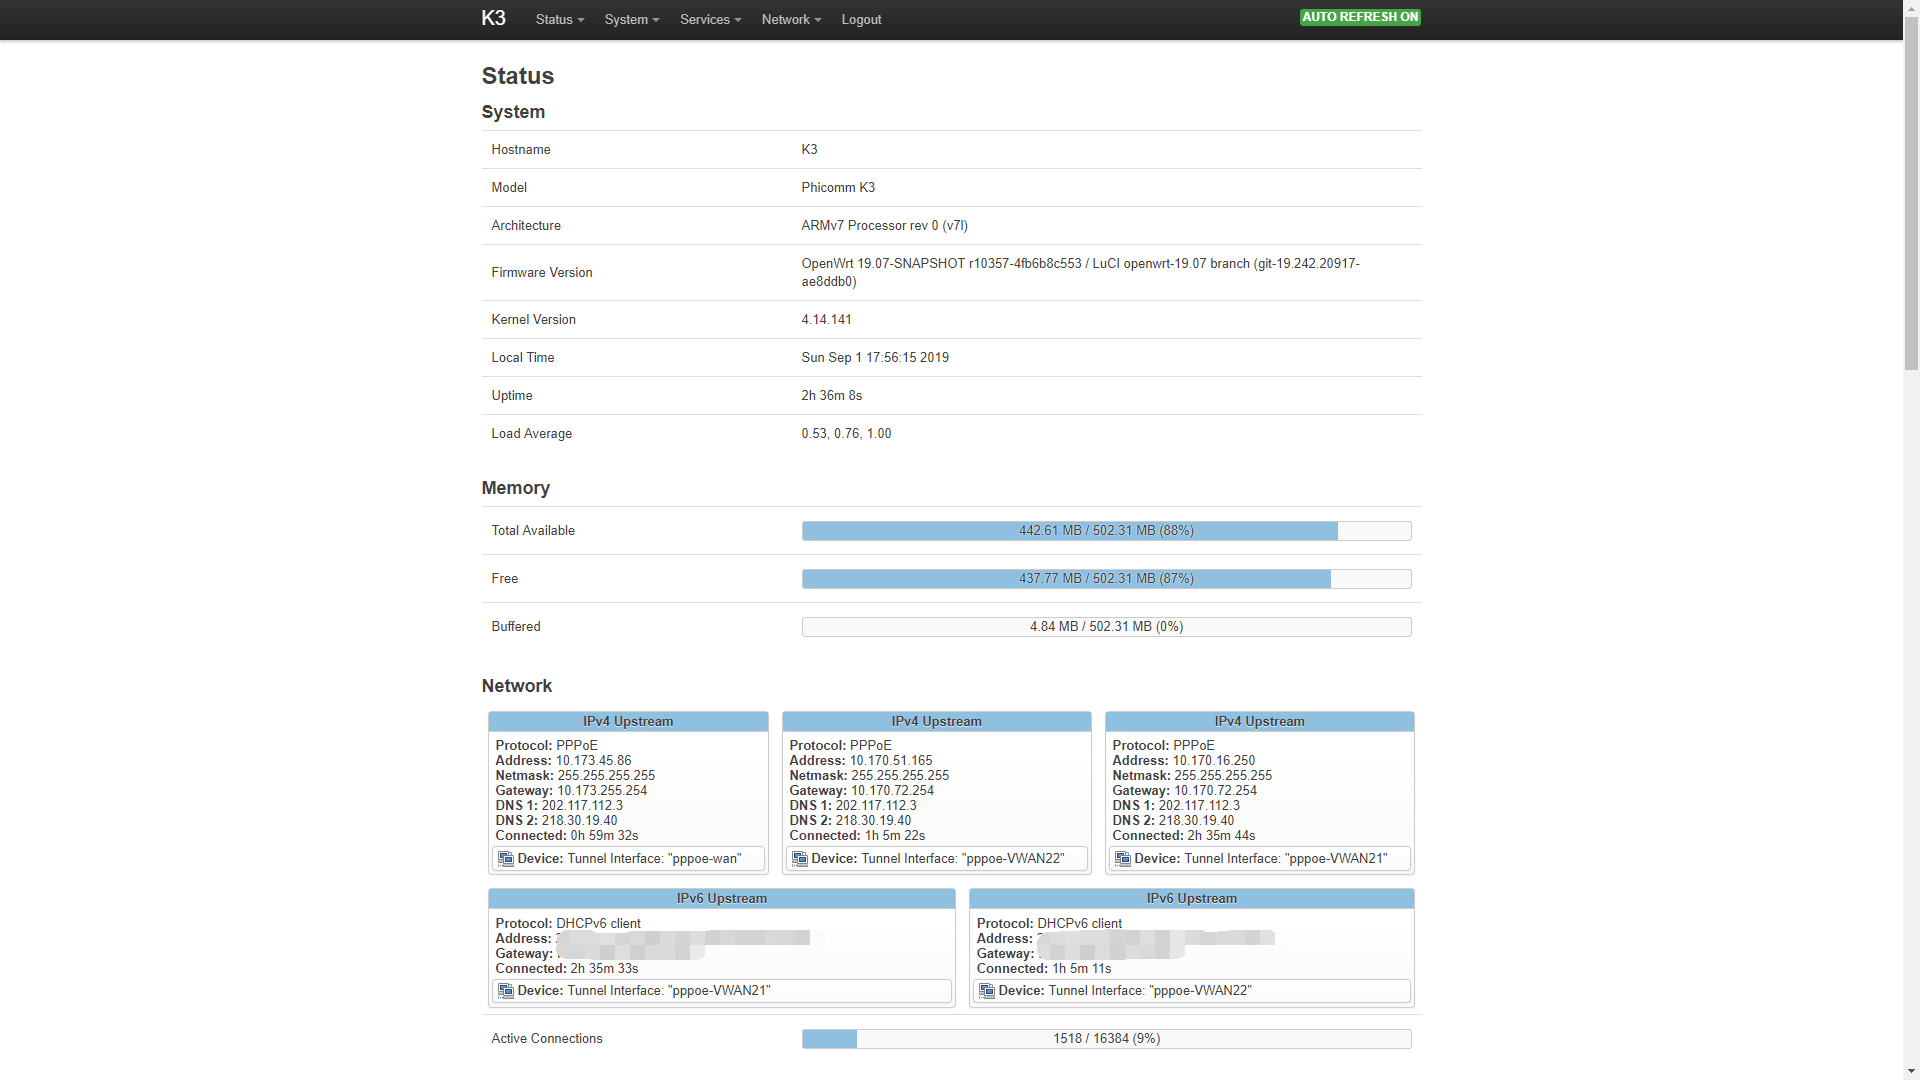 K3 Status System Services Network Logout AUTO REFRESH ON
Status
System
Hostname K3
Model Phicomm K3
Architecture ARMv7 Processor rev 0 (v7l)
Firmware Version OpenWrt 19.07-SNAPSHOT r10357-4fb6b8c553 / LuCI openwrt-19.07 branch (git-19.242.20917-
ae8ddb0)
Kernel Version 4.14.141
Local Time Sun Sep 1 17:56:15 2019
Uptime 2h 36m 8s
Load Average 0.53, 0.76, 1.00
Memory
Total Available 442.61 MB / 502.31 MB (88%)
Free 437.77 MB / 502.31 MB (87%)
Buffered 4.84 MB / 502.31 MB (0%)
Network
IPv4 Upstream
Protocol: PPPoE
Address: 10.173.45.86
Netmask: 255.255.255.255
Gateway: 10.173.255.254
DNS 1: 202.117.112.3
DNS 2: 218.30.19.40
Connected: 0h 59m 32s
Device: Tunnel Interface: "pppoe-wan"
IPv4 Upstream
Protocol: PPPoE
Address: 10.170.51.165
Netmask: 255.255.255.255
Gateway: 10.170.72.254
DNS 1: 202.117.112.3
DNS 2: 218.30.19.40
Connected: 1h 5m 22s
Device: Tunnel Interface: "pppoe-VWAN22"
IPv4 Upstream
Protocol: PPPoE
Address: 10.170.16.250
Netmask: 255.255.255.255
Gateway: 10.170.72.254
DNS 1: 202.117.112.3
DNS 2: 218.30.19.40
Connected: 2h 35m 44s
Device: Tunnel Interface: "pppoe-VWAN21"
IPv6 Upstream
Protocol: DHCPv6 client
Address:
Gateway:
Connected: 2h 35m 33s
Device: Tunnel Interface: "pppoe-VWAN21"
IPv6 Upstream
Protocol: DHCPv6 client
Address:
Gateway:
Connected: 1h 5m 11s
Device: Tunnel Interface: "pppoe-VWAN22"
Active Connections 1518 / 16384 (9%)